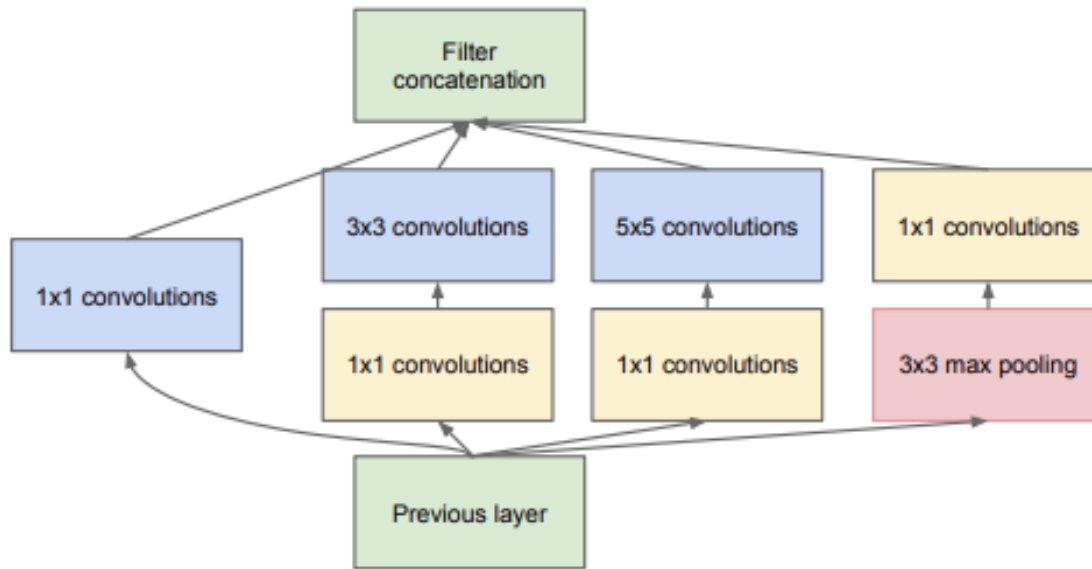 Filter
concatenation
3x3 convolutions
5x5 convolutions
1x1 convolutions
1x1 convolutions
1x1 convolutions
1x1 convolutions
3x3 max pooling
Previous layer